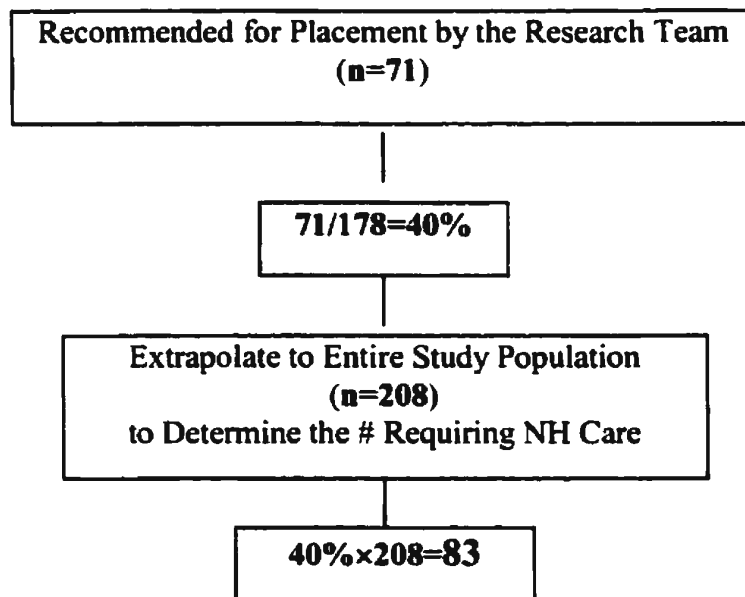 Recommended for Placement by the Research Team
(n=71)
71/178=40%
Extrapolate to Entire Study Population
(n=208)
to Determine the # Requiring NH Care
40%×208=83